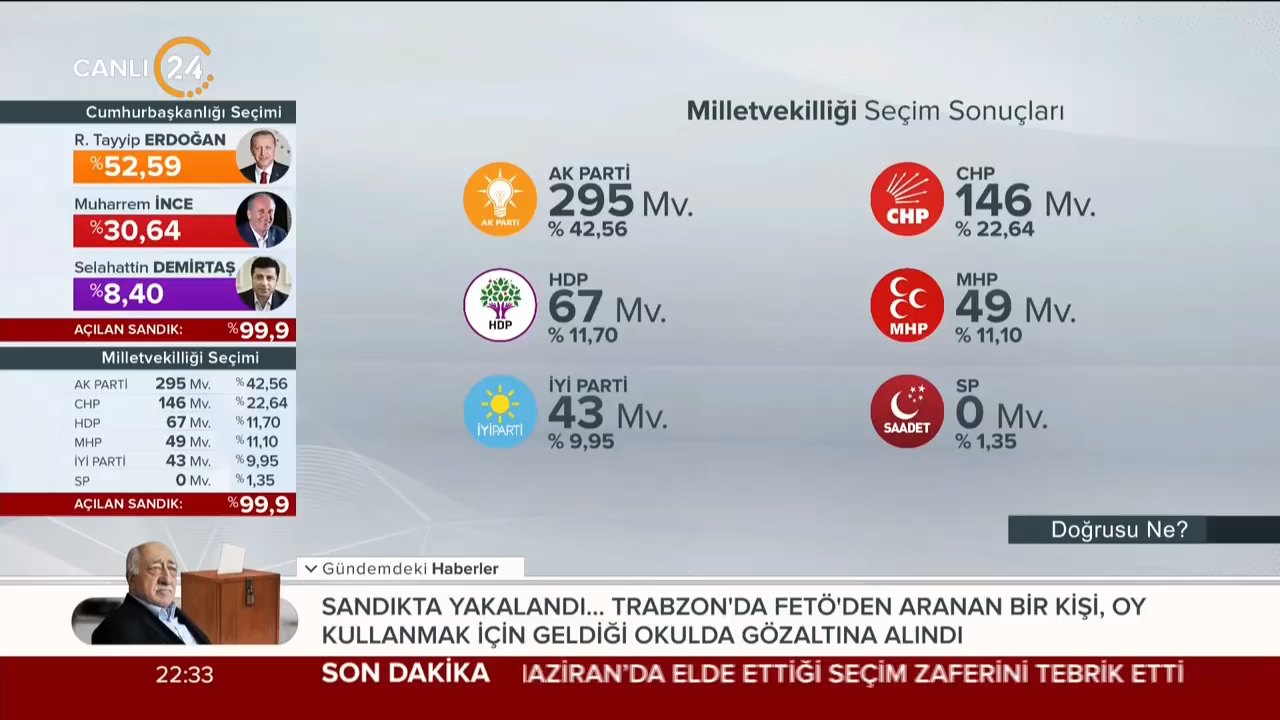 CANLI 24
Cumhurbaşkanlığı Seçimi
R. Tayyip ERDOĞAN
%52,59
Muharrem İNCE
%30,64
Selahattin DEMİRTAŞ
%8,40
AÇILAN SANDIK: %99,9
Milletvekilliği Seçimi
AK PARTİ 295 Mv. %42,56
CHP 146 Mv. %22,64
HDP 67 Mv. %11,70
MHP 49 Mv. %11,10
İYİ PARTİ 43 Mv. %9,95
SP 0 Mv. %1,35
AÇILAN SANDIK: %99,9
Milletvekilliği Seçim Sonuçları
AK PARTİ
AK PARTİ
295 Mv.
% 42,56
CHP
CHP
146 Mv.
% 22,64
HDP
HDP
67 Mv.
% 11,70
MHP
MHP
49 Mv.
% 11,10
İYİPARTİ
İYİ PARTİ
43 Mv.
% 9,95
SAADET
SP
0 Mv.
% 1,35
Doğrusu Ne?
Gündemdeki Haberler
SANDIKTA YAKALANDI... TRABZON'DA FETÖ'DEN ARANAN BİR KİŞİ, OY
KULLANMAK İÇİN GELDİĞİ OKULDA GÖZALTINA ALINDI
22:33 SON DAKİKA HAZİRAN'DA ELDE ETTİĞİ SEÇİM ZAFERİNİ TEBRİK ETTİ